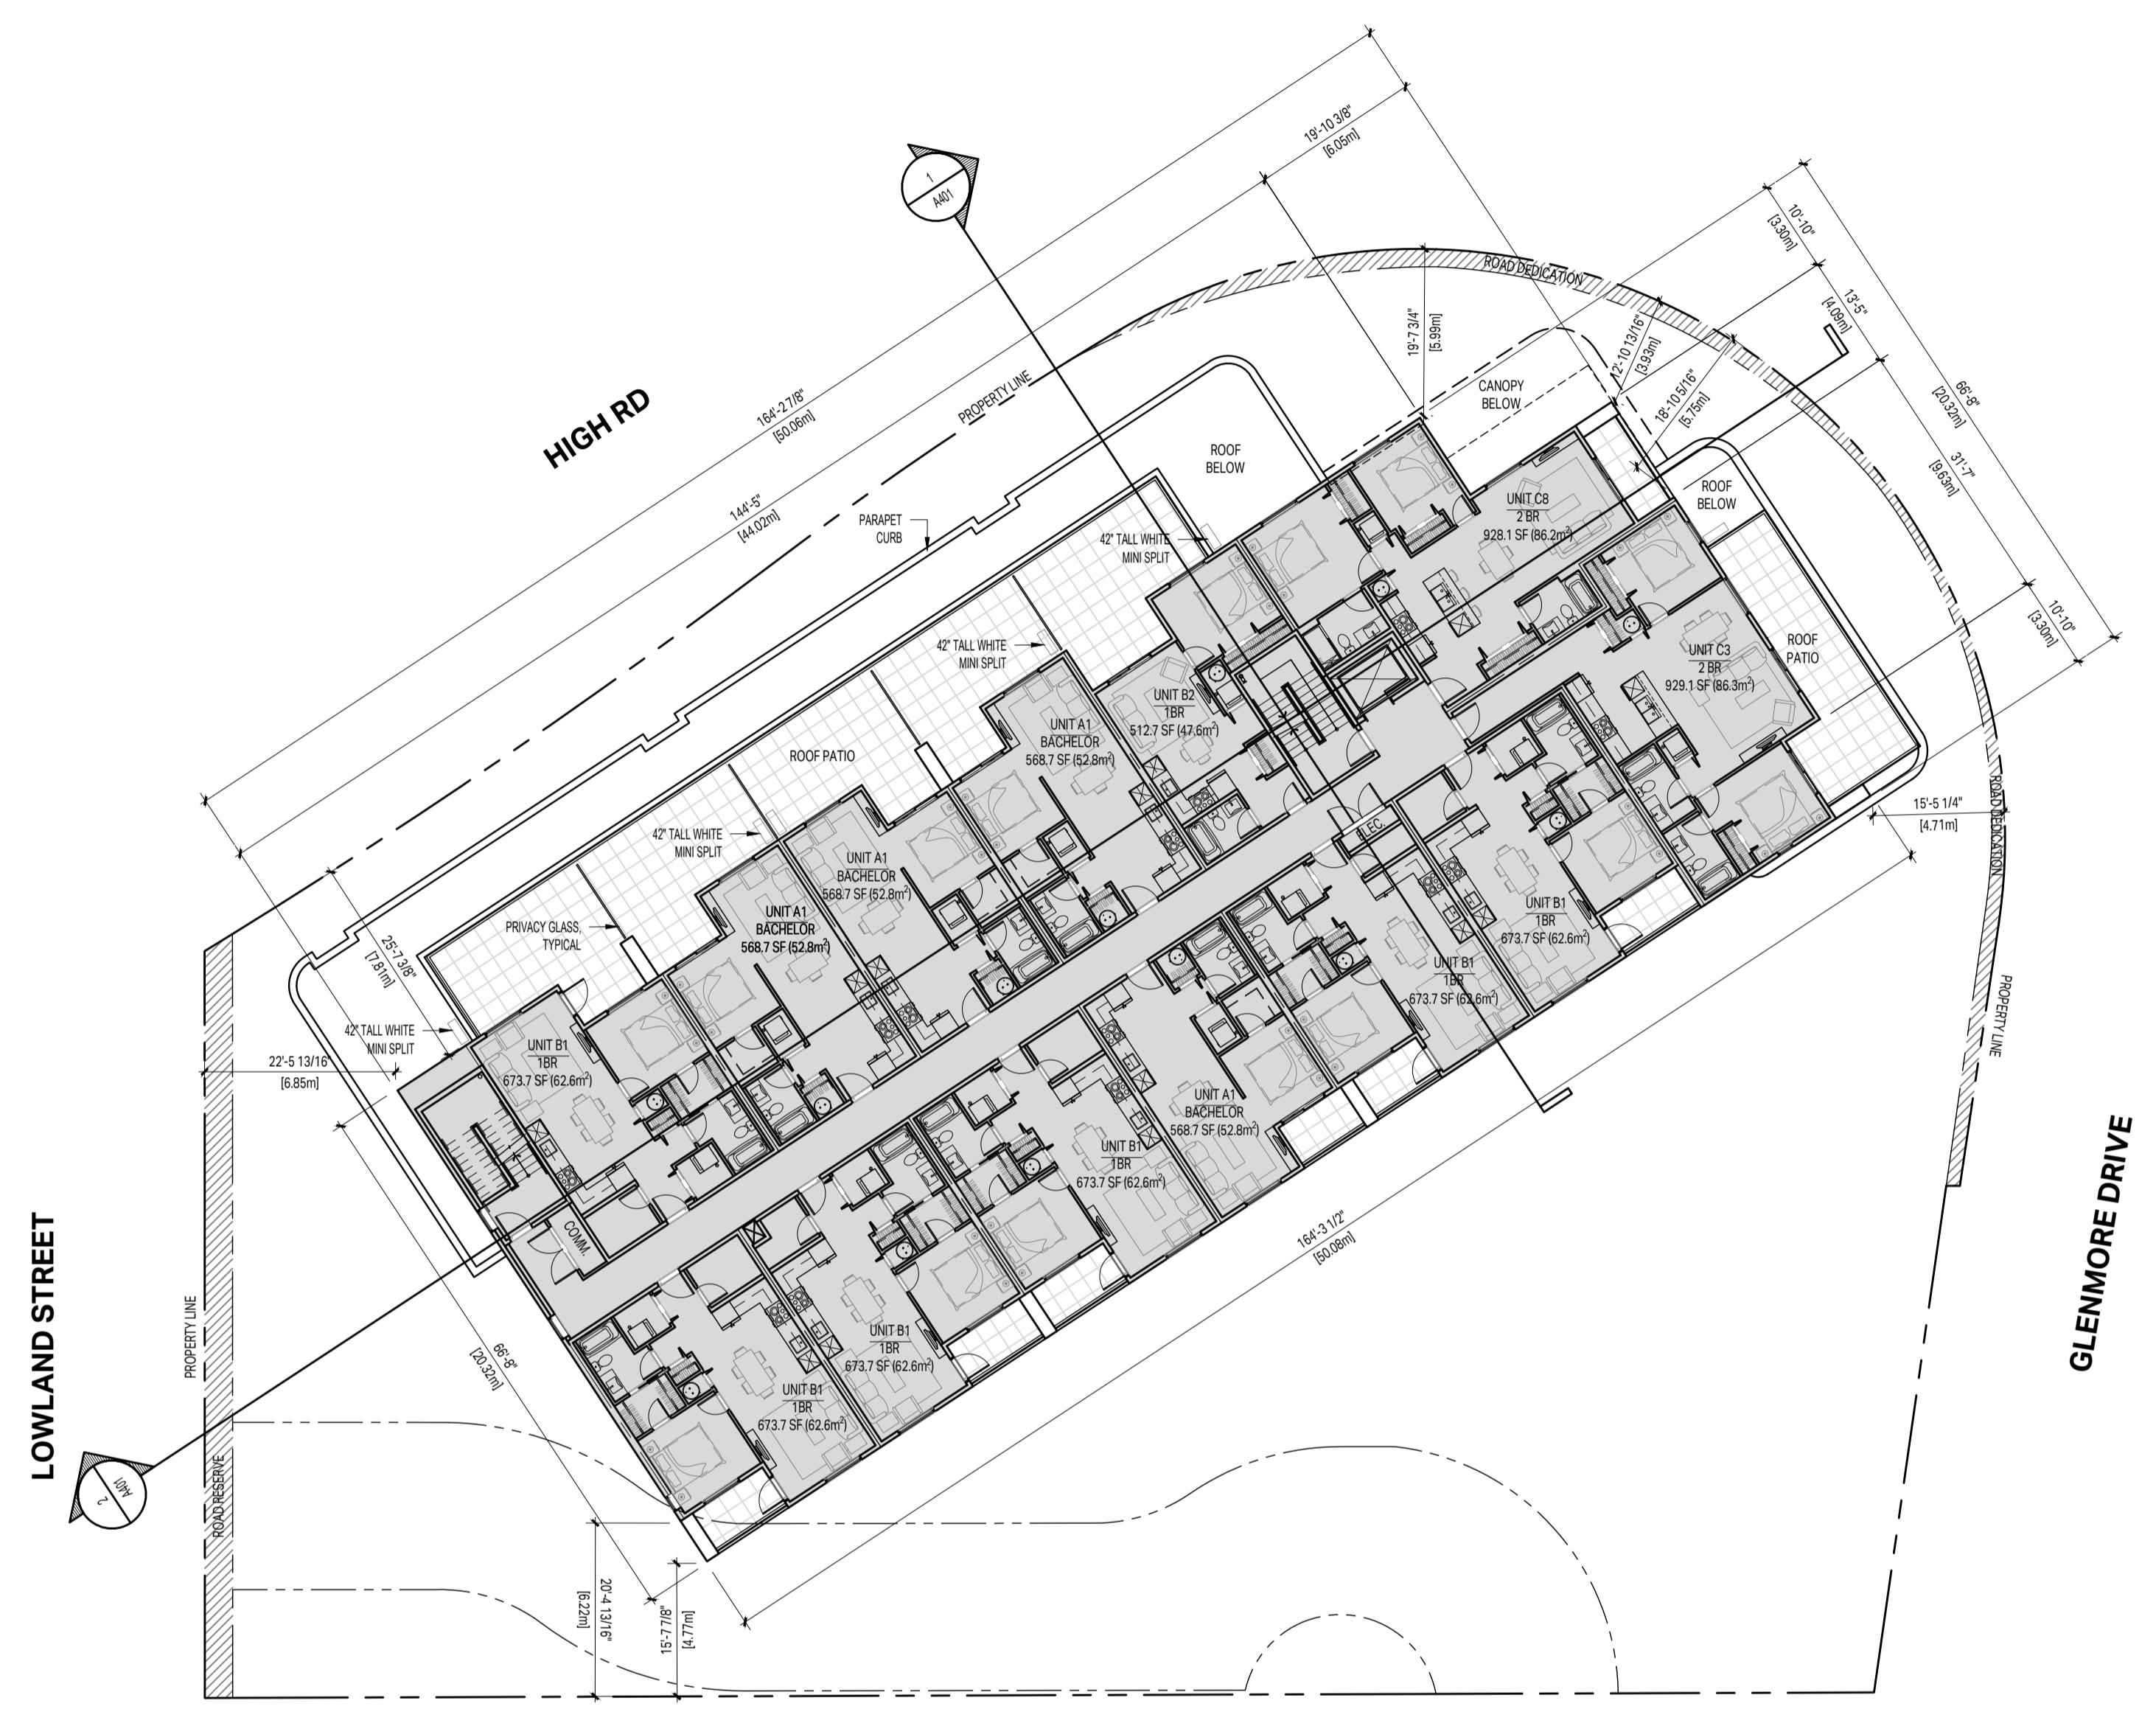 19'-10 3/8"
[6.05m]
1
A401
10'-10"
[3.30m]
ROAD DEDICATION
13'-5"
[4.09m]
19'-7 3/4"
[5.99m]
12'-10 13/16"
[3.93m]
18'-10 5/16"
[5.75m]
66'-8"
[20.32m]
164'-2 7/8"
[50.06m]
PROPERTY LINE
HIGH RD
CANOPY
BELOW
ROOF
BELOW
31'-7"
[9.63m]
144'-5"
[44.02m]
PARAPET
CURB
ROOF
BELOW
UNIT C8
2 BR
928.1 SF (86.2m²)
42" TALL WHITE
MINI SPLIT
10'-10"
[3.30m]
42" TALL WHITE
MINI SPLIT
ROOF
PATIO
UNIT C3
2 BR
929.1 SF (86.3m²)
UNIT B2
1BR
512.7 SF (47.6m²)
UNIT A1
BACHELOR
568.7 SF (52.8m²)
ROOF PATIO
42" TALL WHITE
MINI SPLIT
ELEC.
15'-5 1/4"
[4.71m]
ROAD DEDICATION
UNIT A1
BACHELOR
568.7 SF (52.8m²)
UNIT A1
BACHELOR
568.7 SF (52.8m²)
PRIVACY GLASS,
TYPICAL
UNIT B1
1BR
673.7 SF (62.6m²)
25'-7 3/8"
[7.81m]
UNIT B1
1BR
673.7 SF (62.6m²)
PROPERTY LINE
42" TALL WHITE
MINI SPLIT
UNIT B1
1BR
673.7 SF (62.6m²)
22'-5 13/16"
[6.85m]
UNIT A1
BACHELOR
568.7 SF (52.8m²)
UNIT B1
1BR
673.7 SF (62.6m²)
COMM.
164'-3 1/2"
[50.08m]
GLENMORE DRIVE
LOWLAND STREET
PROPERTY LINE
66'-8"
[20.32m]
UNIT B1
1BR
673.7 SF (62.6m²)
UNIT B1
1BR
673.7 SF (62.6m²)
2
A401
ROAD RESERVE
20'-4 13/16"
[6.22m]
15'-7 7/8"
[4.77m]